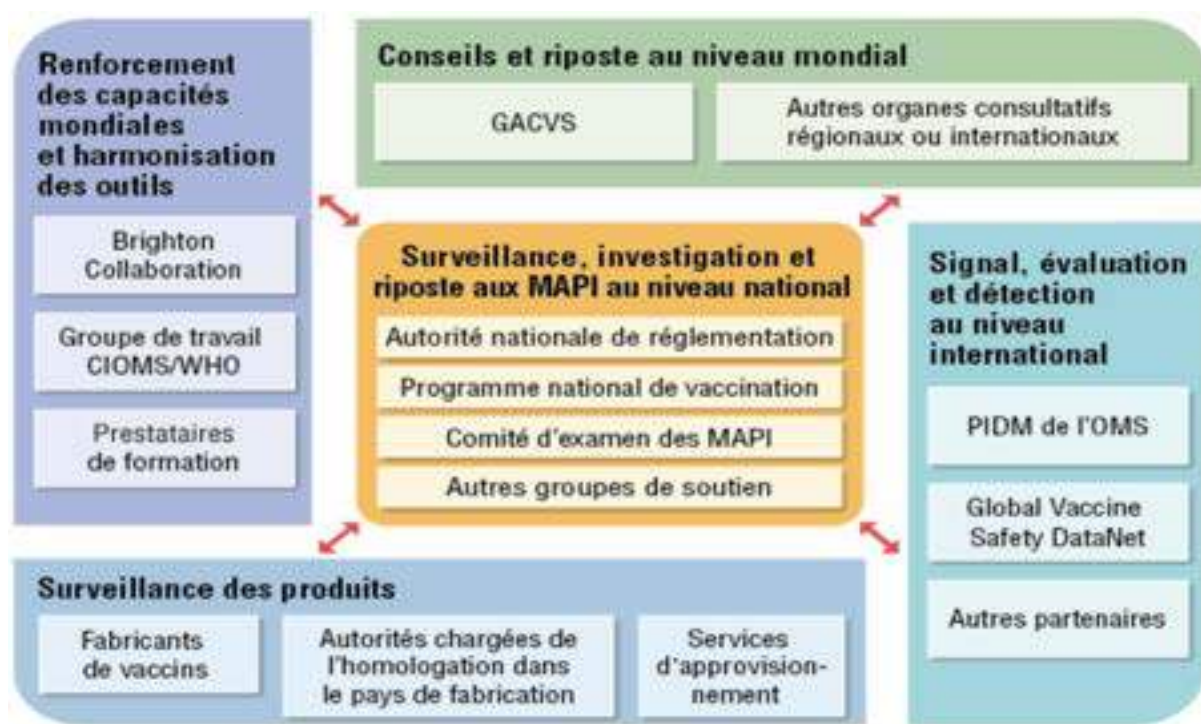 Renforcement
des capacités
mondiales
et harmonisation
des outils
Brighton
Collaboration
Groupe de travail
CIOMS/WHO
Prestataires
de formation
Conseils et riposte au niveau mondial
GACVS
Autres organes consultatifs
régionaux ou internationaux
Surveillance, investigation et
riposte aux MAPI au niveau national
Autorité nationale de réglementation
Programme national de vaccination
Comité d'examen des MAPI
Autres groupes de soutien
Signal, évaluation
et détection
au niveau
international
PIDM de l'OMS
Global Vaccine
Safety DataNet
Autres partenaires
Surveillance des produits
Fabricants
de vaccins
Autorités chargées de
l'homologation dans
le pays de fabrication
Services
d'approvision-
nement